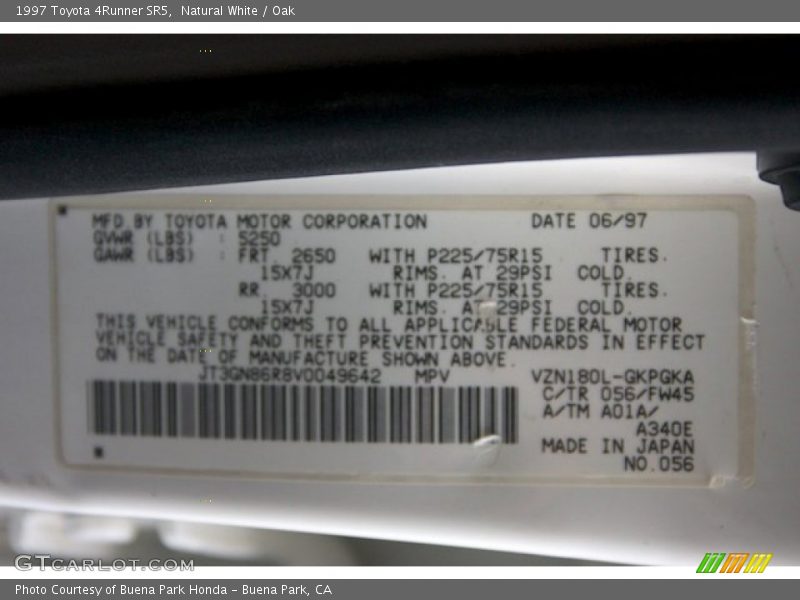 1997 Toyota 4Runner SR5, Natural White / Oak
MFD.BY TOYOTA MOTOR CORPORATION DATE 06/97
GVWR (LBS) : 5250
GAWR (LBS) : FRT. 2650 WITH P225/75R15 TIRES.
15X7J RIMS. AT 29PSI COLD.
RR. 3000 WITH P225/75R15 TIRES.
15X7J RIMS. AT 29PSI COLD.
THIS VEHICLE CONFORMS TO ALL APPLICABLE FEDERAL MOTOR
VEHICLE SAFETY AND THEFT PREVENTION STANDARDS IN EFFECT
ON THE DATE OF MANUFACTURE SHOWN ABOVE.
JT3GN86R8V0049642 MPV VZN180L-GKPGKA
C/TR 056/FW45
A/TM A01A/
A340E
MADE IN JAPAN
NO.056
GTCARLOT.COM
Photo Courtesy of Buena Park Honda - Buena Park, CA